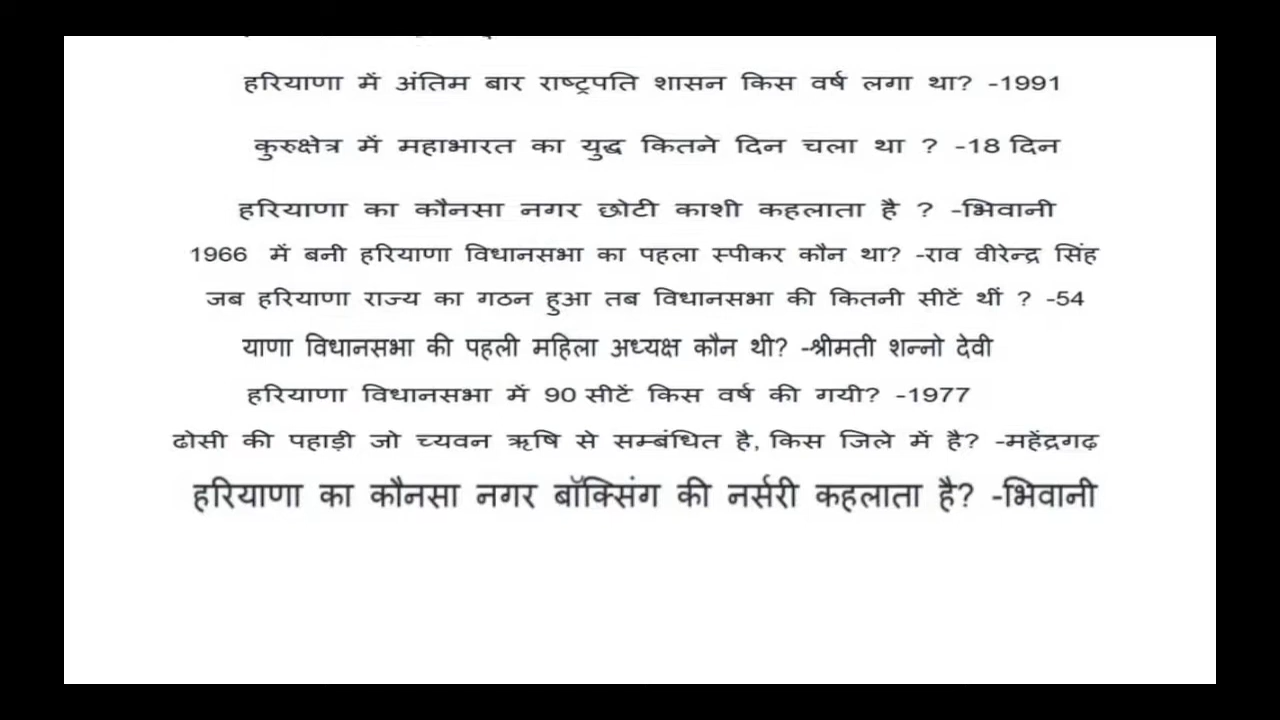 हरियाणा में अंतिम बार राष्ट्रपति शासन किस वर्ष लगा था? -1991
कुरुक्षेत्र में महाभारत का युद्ध कितने दिन चला था ? -18 दिन
हरियाणा का कौनसा नगर छोटी काशी कहलाता है ? -भिवानी
1966 में बनी हरियाणा विधानसभा का पहला स्पीकर कौन था? -राव वीरेन्द्र सिंह
जब हरियाणा राज्य का गठन हुआ तब विधानसभा की कितनी सीटें थीं ? -54
याणा विधानसभा की पहली महिला अध्यक्ष कौन थी? -श्रीमती शन्नो देवी
हरियाणा विधानसभा में 90 सीटें किस वर्ष की गयी? -1977
ढोसी की पहाड़ी जो च्यवन ऋषि से सम्बंधित है, किस जिले में है? -महेंद्रगढ़
हरियाणा का कौनसा नगर बॉक्सिंग की नर्सरी कहलाता है? -भिवानी